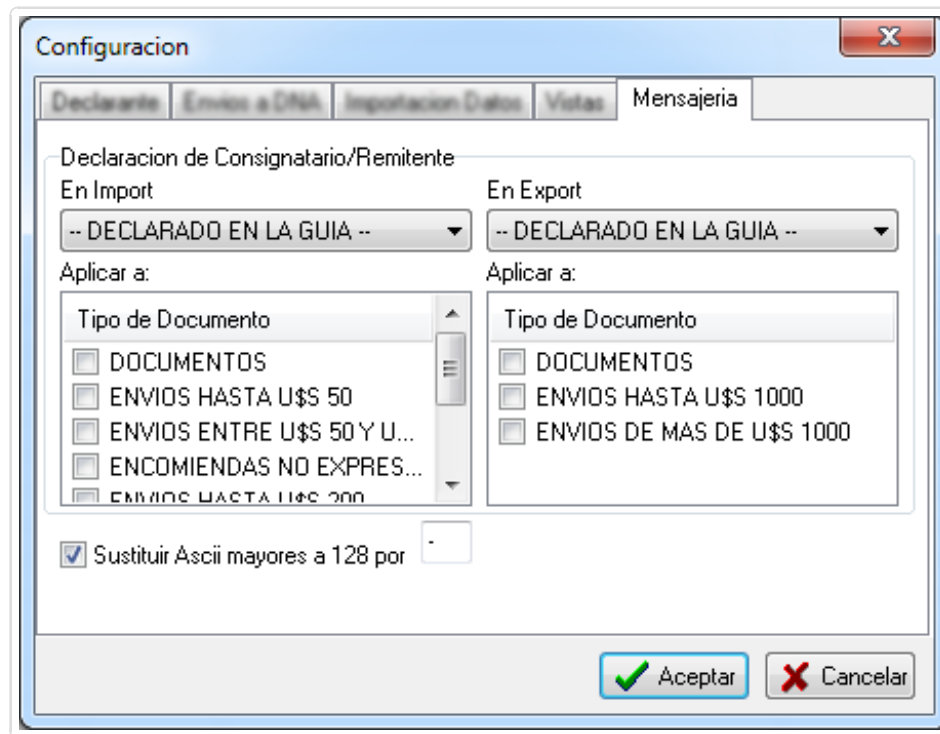 Configuracion
Declarante Envios a DNA Importacion Datos Vistas Mensajeria
Declaracion de Consignatario/Remitente
En Import En Export
-- DECLARADO EN LA GUIA -- -- DECLARADO EN LA GUIA --
Aplicar a: Aplicar a:
Tipo de Documento Tipo de Documento
DOCUMENTOS DOCUMENTOS
ENVIOS HASTA U$S 50 ENVIOS HASTA U$S 1000
ENVIOS ENTRE U$S 50 Y U... ENVIOS DE MAS DE U$S 1000
ENCOMIENDAS NO EXPRES...
ENVIOS HASTA U$S 200
Sustituir Ascii mayores a 128 por -
Aceptar Cancelar